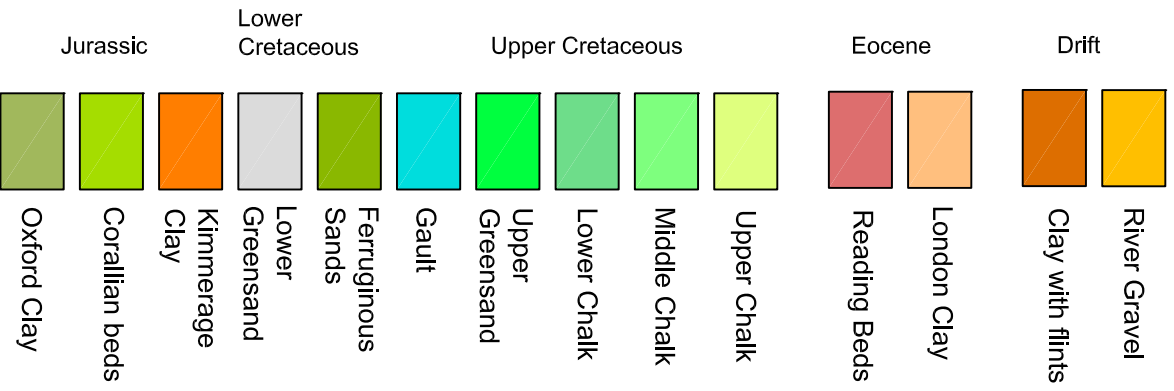 Jurassic
Lower
Cretaceous
Upper Cretaceous
Eocene
Drift
Oxford Clay
Corallian beds
Kimmerage
Clay
Lower
Greensand
Ferruginous
Sands
Gault
Upper
Greensand
Lower Chalk
Middle Chalk
Upper Chalk
Reading Beds
London Clay
Clay with flints
River Gravel